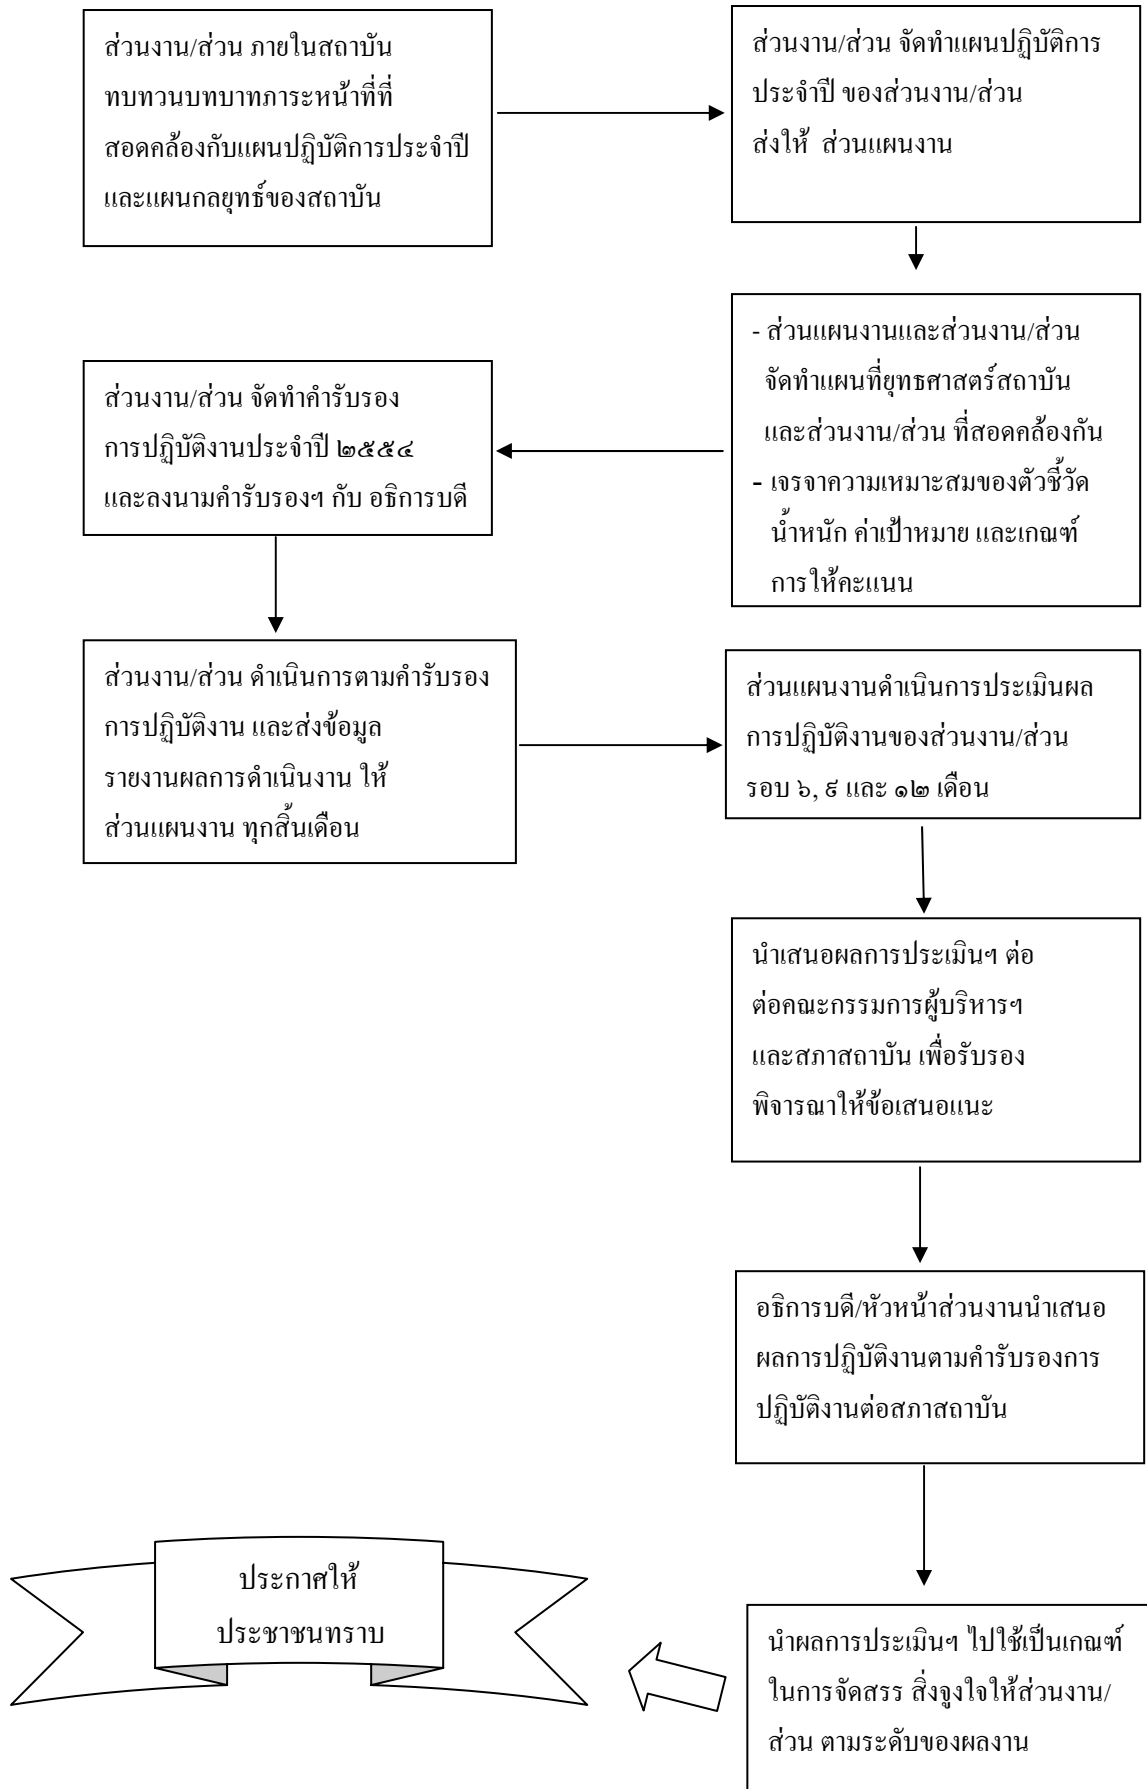 ส่วนงาน/ส่วน ภายในสถาบัน
ทบทวนบทบาทภาระหน้าที่ที่
สอดคล้องกับแผนปฏิบัติการประจำปี
และแผนกลยุทธ์ของสถาบัน
ส่วนงาน/ส่วน จัดทำแผนปฏิบัติการ
ประจำปี ของส่วนงาน/ส่วน
ส่งให้ ส่วนแผนงาน
- ส่วนแผนงานและส่วนงาน/ส่วน
จัดทำแผนที่ยุทธศาสตร์สถาบัน
และส่วนงาน/ส่วน ที่สอดคล้องกัน
- เจรจาความเหมาะสมของตัวชี้วัด
น้ำหนัก ค่าเป้าหมาย และเกณฑ์
การให้คะแนน
ส่วนงาน/ส่วน จัดทำคำรับรอง
การปฏิบัติงานประจำปี ๒๕๕๔
และลงนามคำรับรองฯ กับ อธิการบดี
ส่วนงาน/ส่วน ดำเนินการตามคำรับรอง
การปฏิบัติงาน และส่งข้อมูล
รายงานผลการดำเนินงาน ให้
ส่วนแผนงาน ทุกสิ้นเดือน
ส่วนแผนงานดำเนินการประเมินผล
การปฏิบัติงานของส่วนงาน/ส่วน
รอบ ๖, ๙ และ ๑๒ เดือน
นำเสนอผลการประเมินฯ ต่อ
ต่อคณะกรรมการผู้บริหารฯ
และสภาสถาบัน เพื่อรับรอง
พิจารณาให้ข้อเสนอแนะ
อธิการบดี/หัวหน้าส่วนงานนำเสนอ
ผลการปฏิบัติงานตามคำรับรองการ
ปฏิบัติงานต่อสภาสถาบัน
นำผลการประเมินฯ ไปใช้เป็นเกณฑ์
ในการจัดสรร สิ่งจูงใจให้ส่วนงาน/
ส่วน ตามระดับของผลงาน
ประกาศให้
ประชาชนทราบ